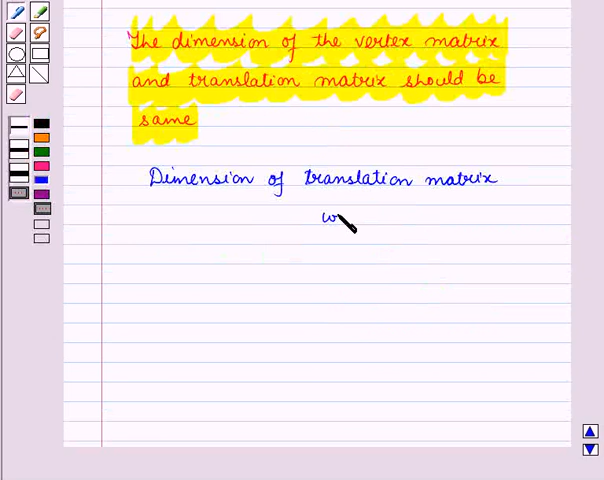 The dimension of the vertex matrix
and translation matrix should be
same
Dimension of translation matrix
w